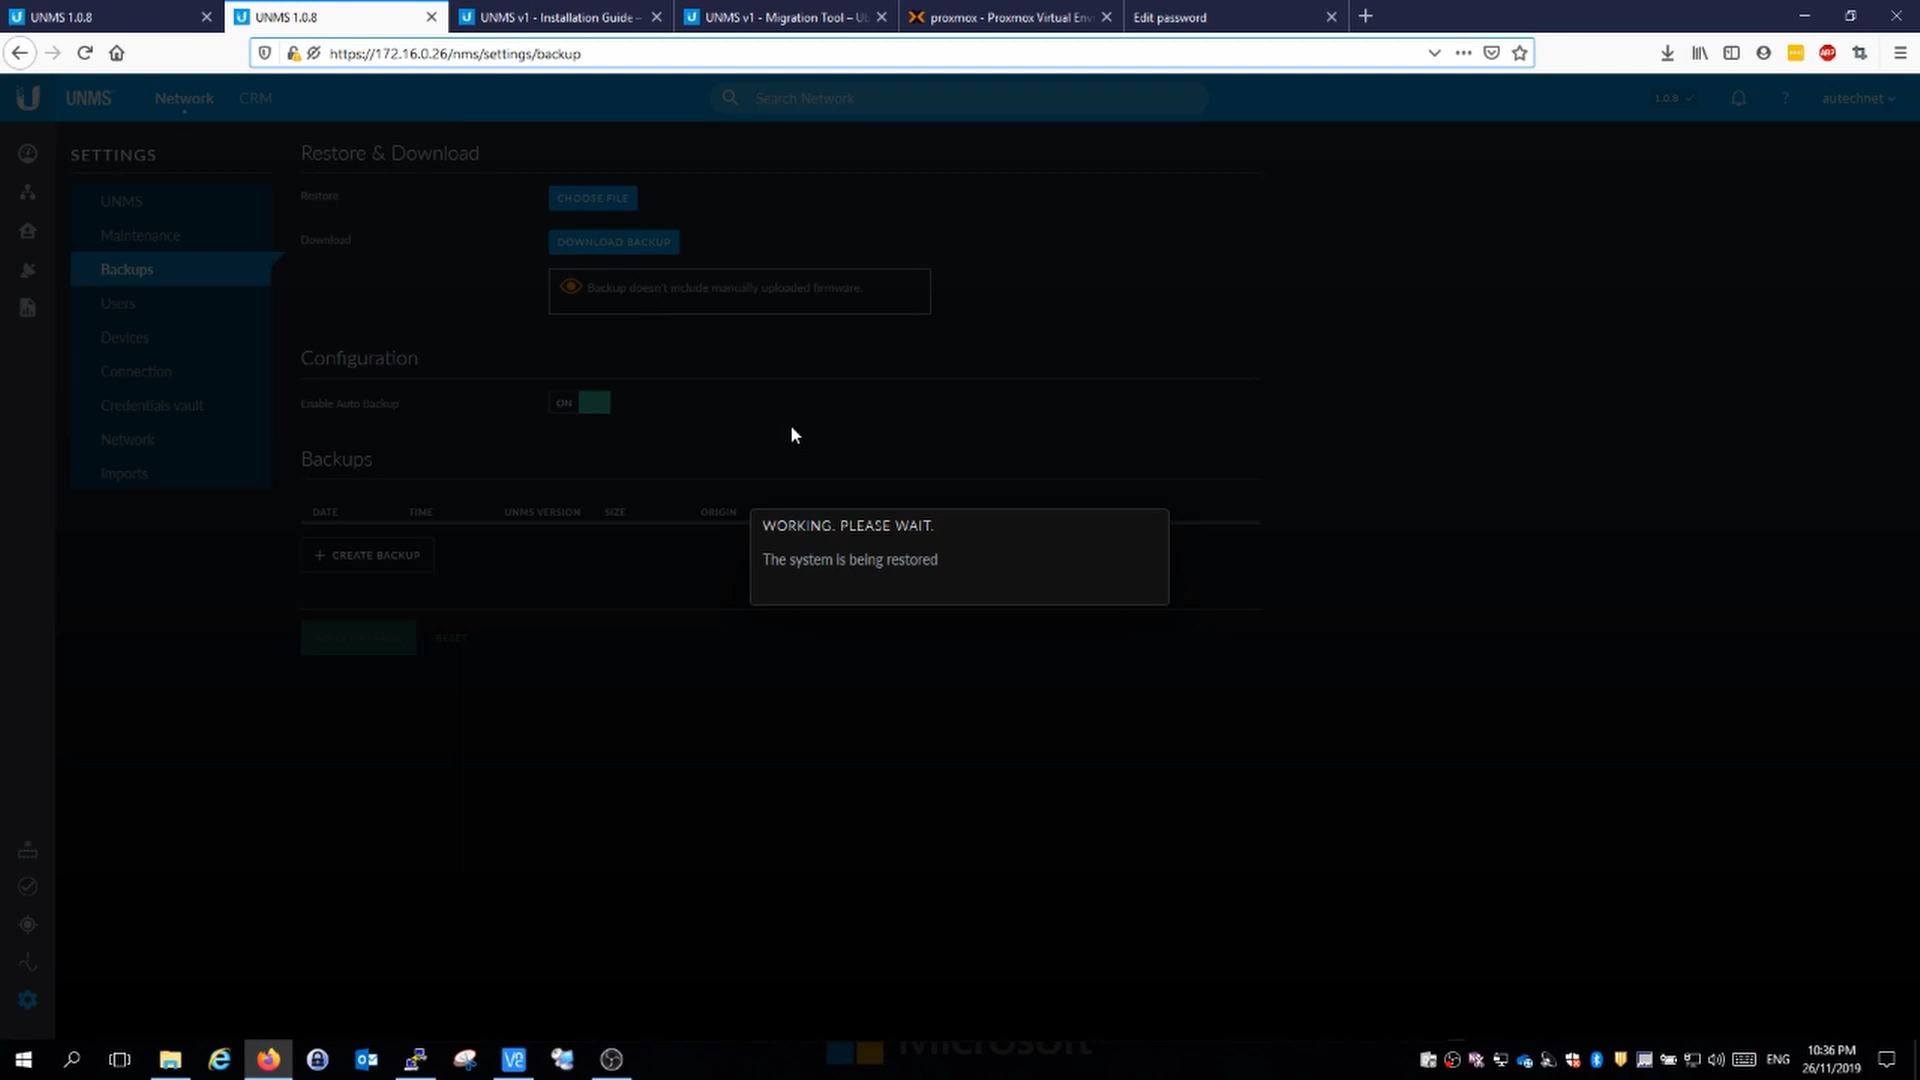 UNMS 1.0.8
UNMS 1.0.8
UNMS v1 - Installation Guide –
UNMS v1 - Migration Tool – Ub
proxmox - Proxmox Virtual Env
Edit password
https://172.16.0.26/nms/settings/backup
UNMS
Network
CRM
Search Network
1.0.8
?
autechnet
SETTINGS
UNMS
Maintenance
Backups
Users
Devices
Connection
Credentials vault
Network
Imports
Restore & Download
Restore
CHOOSE FILE
Download
DOWNLOAD BACKUP
Backup doesn't include manually uploaded firmware.
Configuration
Enable Auto Backup
ON
Backups
DATE TIME UNMS VERSION SIZE ORIGIN
+ CREATE BACKUP
RESET
WORKING. PLEASE WAIT.
The system is being restored
Microsoft
ENG
10:36 PM
26/11/2019